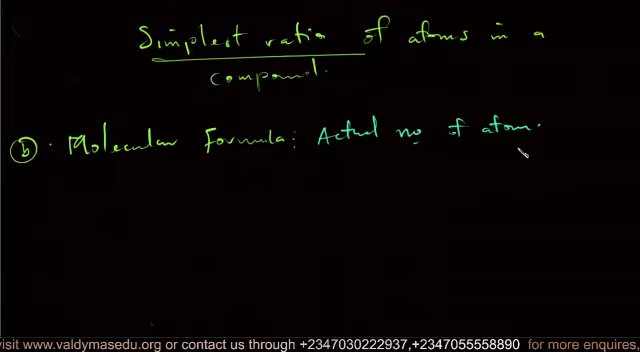 Simplest ratio of atoms in a
compound.
(b). Molecular Formula: Actual no of atom.
visit www.valdymasedu.org or contact us through +2347030222937,+2347055558890 for more enquires,